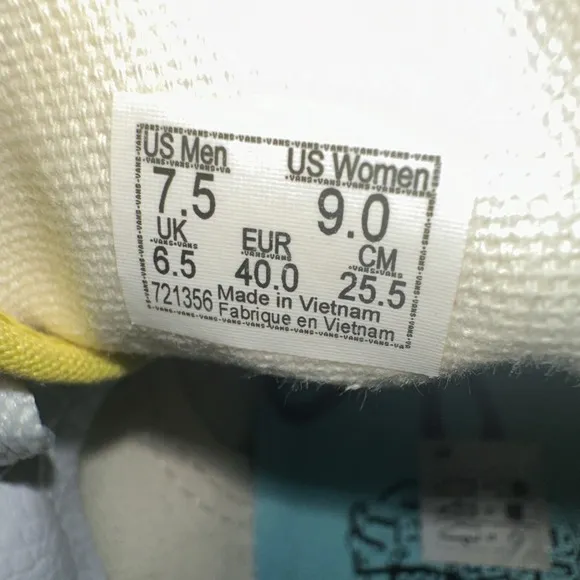 US Men US Women
7.5 9.0
UK EUR CM
6.5 40.0 25.5
721356 Made in Vietnam
Fabrique en Vietnam